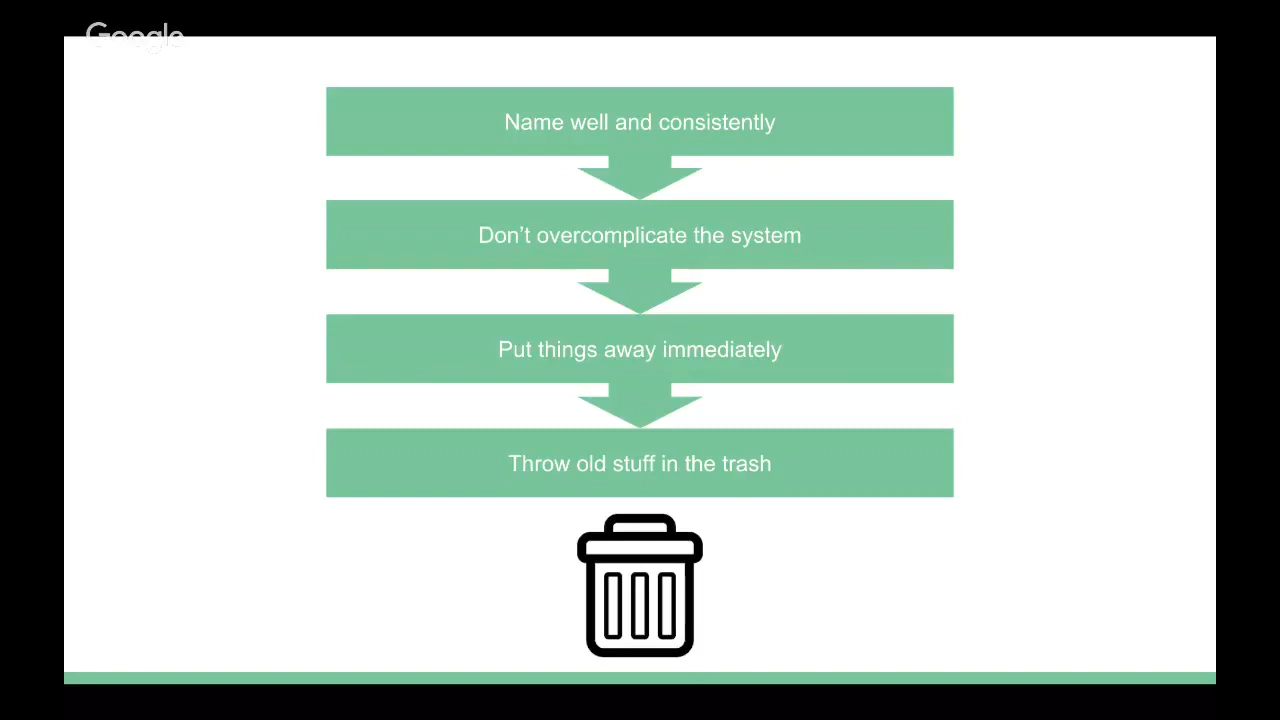 Google
Name well and consistently
Don’t overcomplicate the system
Put things away immediately
Throw old stuff in the trash